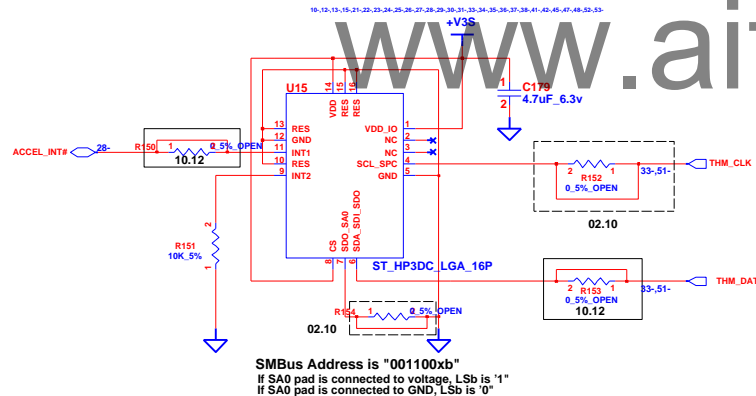 10-,12-,13-,15-,21-,22-,23-,24-,25-,26-,27-,28-,29-,30-,31-,33-,34-,35-,36-,37-,38-,41-,42-,45-,47-,48-,52-,53-
+V3S
www.ait
U15
C179
4.7uF_6.3v
1
2
14
15
16
VDD
RES
RES
13
RES
12
GND
11
INT1
10
RES
9
INT2
VDD_IO
1
NC
2
NC
3
SCL_SPC
4
GND
5
CS
SDO_SA0
SDA_SDI_SDO
8
7
6
ST_HP3DC_LGA_16P
ACCEL_INT#
28-
R150
1
2
0_5%_OPEN
10.12
R151
10K_5%
2
1
2
1
R152
0_5%_OPEN
33-,51-
THM_CLK
02.10
2
1
R153
0_5%_OPEN
33-,51-
THM_DAT
10.12
R154
1
2
0_5%_OPEN
02.10
SMBus Address is "001100xb"
If SA0 pad is connected to voltage, LSb is '1"
If SA0 pad is connected to GND, LSb is '0"